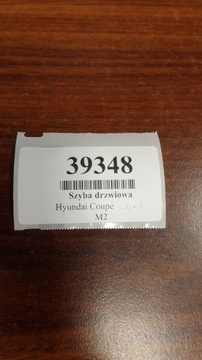 39348
Szyba drzwiowa
Hyundai Coupe
M2